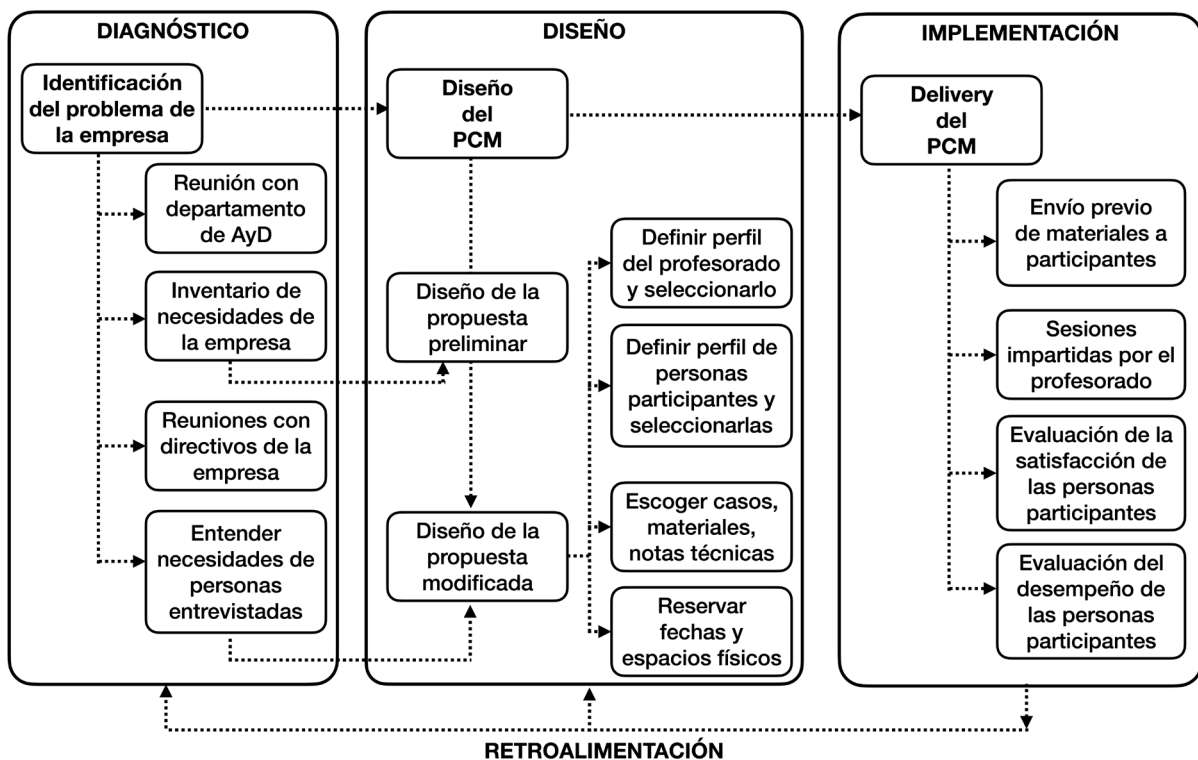 DIAGNÓSTICO
Identificación
del problema de
la empresa
Reunión con
departamento
de AyD
Inventario de
necesidades de
la empresa
Reuniones con
directivos de la
empresa
Entender
necesidades de
personas
entrevistadas
DISEÑO
Diseño
del
PCM
Diseño de la
propuesta
preliminar
Diseño de la
propuesta
modificada
Definir perfil
del profesorado
y seleccionarlo
Definir perfil de
personas
participantes y
seleccionarlas
Escoger casos,
materiales,
notas técnicas
Reservar
fechas y
espacios físicos
IMPLEMENTACIÓN
Delivery
del
PCM
Envío previo
de materiales a
participantes
Sesiones
impartidas por el
profesorado
Evaluación de la
satisfacción de
las personas
participantes
Evaluación del
desempeño de
las personas
participantes
RETROALIMENTACIÓN